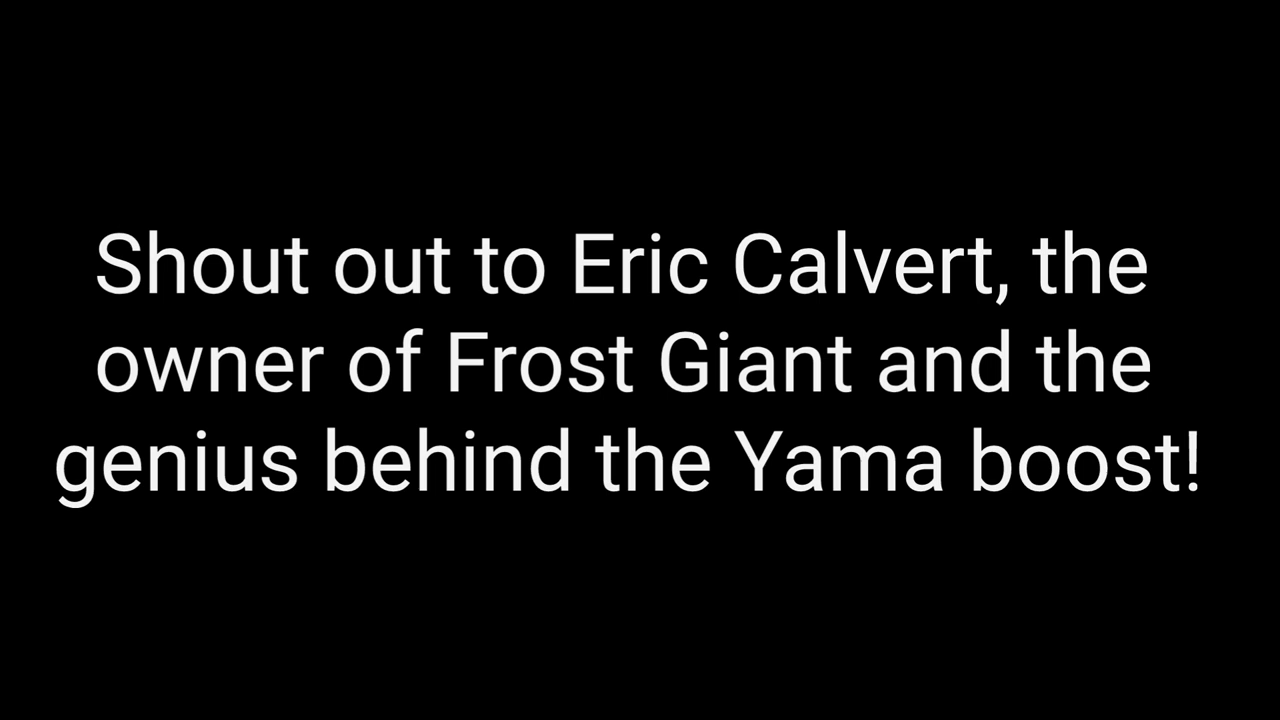 Shout out to Eric Calvert, the
owner of Frost Giant and the
genius behind the Yama boost!